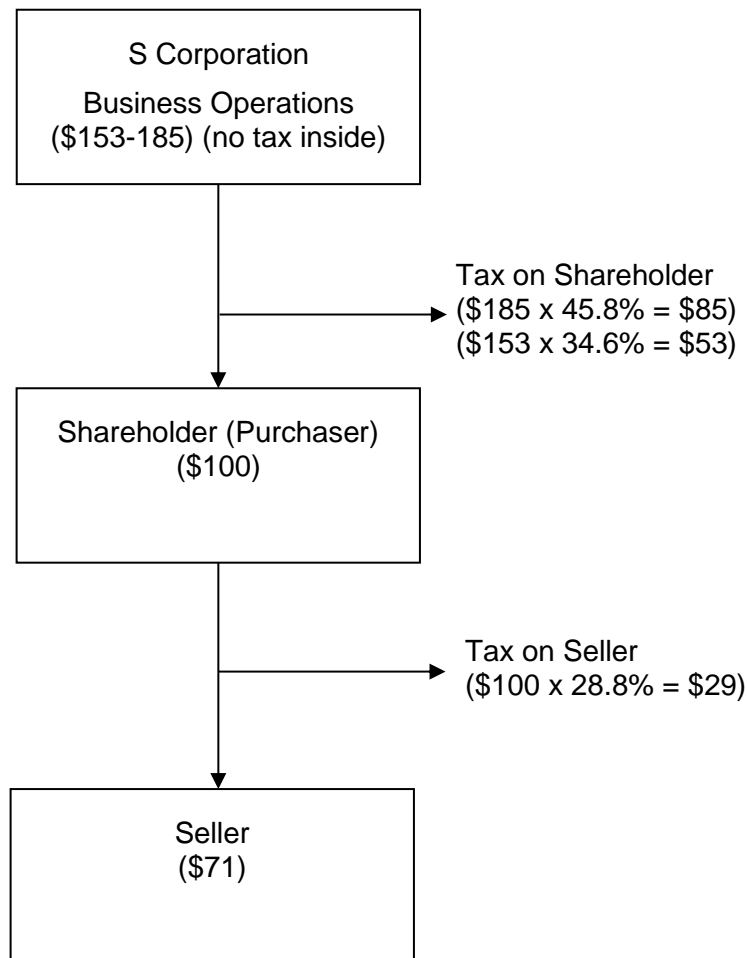 S Corporation
Business Operations
($153-185) (no tax inside)
Tax on Shareholder
($185 x 45.8% = $85)
($153 x 34.6% = $53)
Shareholder (Purchaser)
($100)
Tax on Seller
($100 x 28.8% = $29)
Seller
($71)